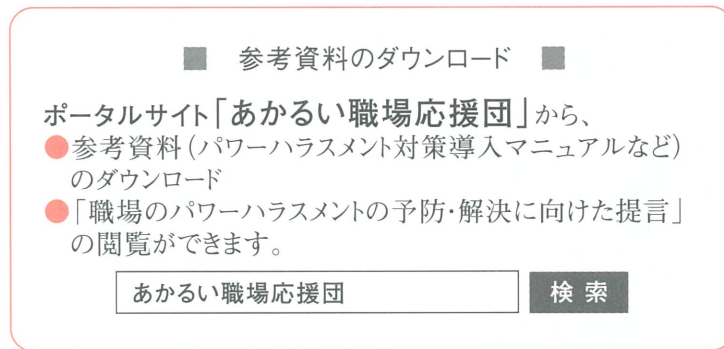 ■ 参考資料のダウンロード ■
ポータルサイト「あかるい職場応援団」から、
●参考資料(パワーハラスメント対策導入マニュアルなど)
のダウンロード
●「職場のパワーハラスメントの予防・解決に向けた提言」
の閲覧ができます。
あかるい職場応援団 検索